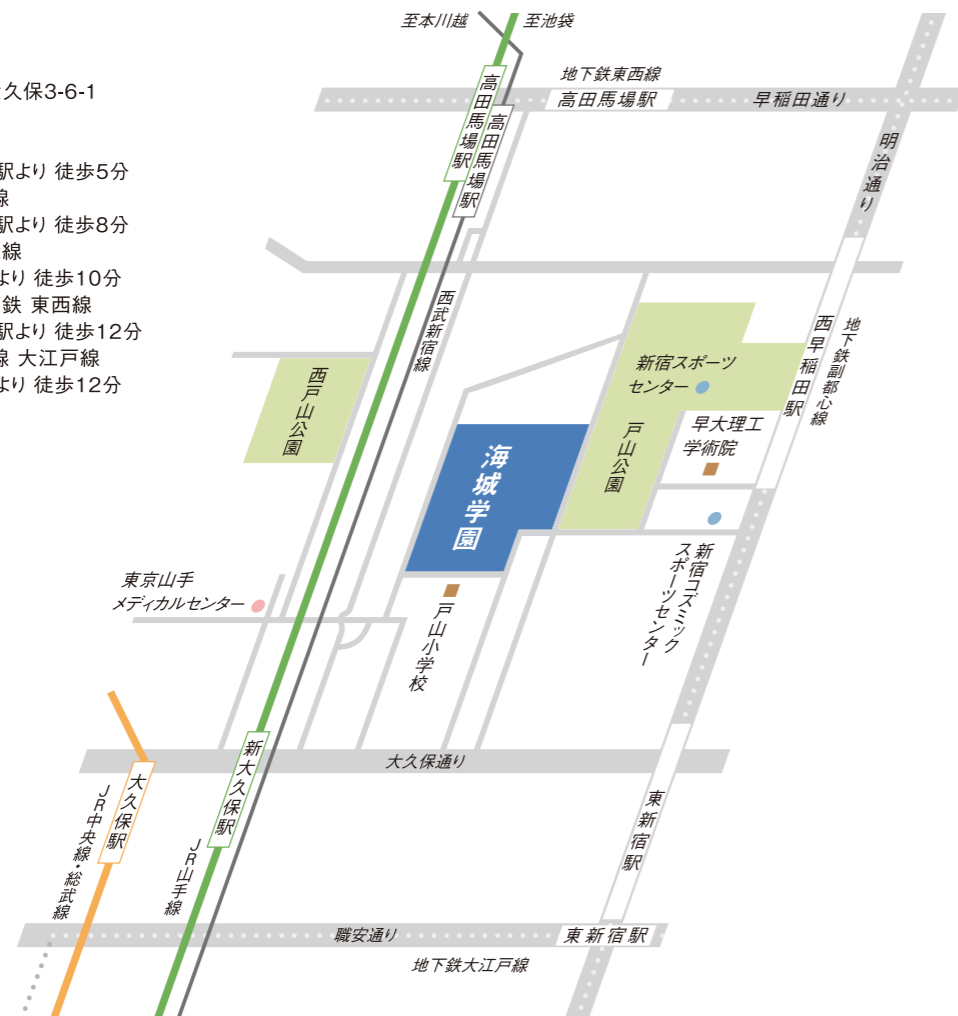 至本川越
至池袋
久保3-6-1
駅より 徒歩5分
線
駅より 徒歩8分
線
より 徒歩10分
鉄 東西線
駅より 徒歩12分
線 大江戸線
より 徒歩12分
地下鉄東西線
高田馬場駅
早稲田通り
高田馬場駅
高田馬場駅
明治通り
西武新宿線
西早稲田駅
地下鉄副都心線
新宿スポーツ
センター
西戸山公園
戸山公園
早大理工
学術院
海城学園
新宿コズミック
スポーツセンター
東京山手
メディカルセンター
戸山小学校
新大久保駅
大久保通り
大久保駅
JR中央線・総武線
JR山手線
東新宿駅
職安通り
東新宿駅
地下鉄大江戸線